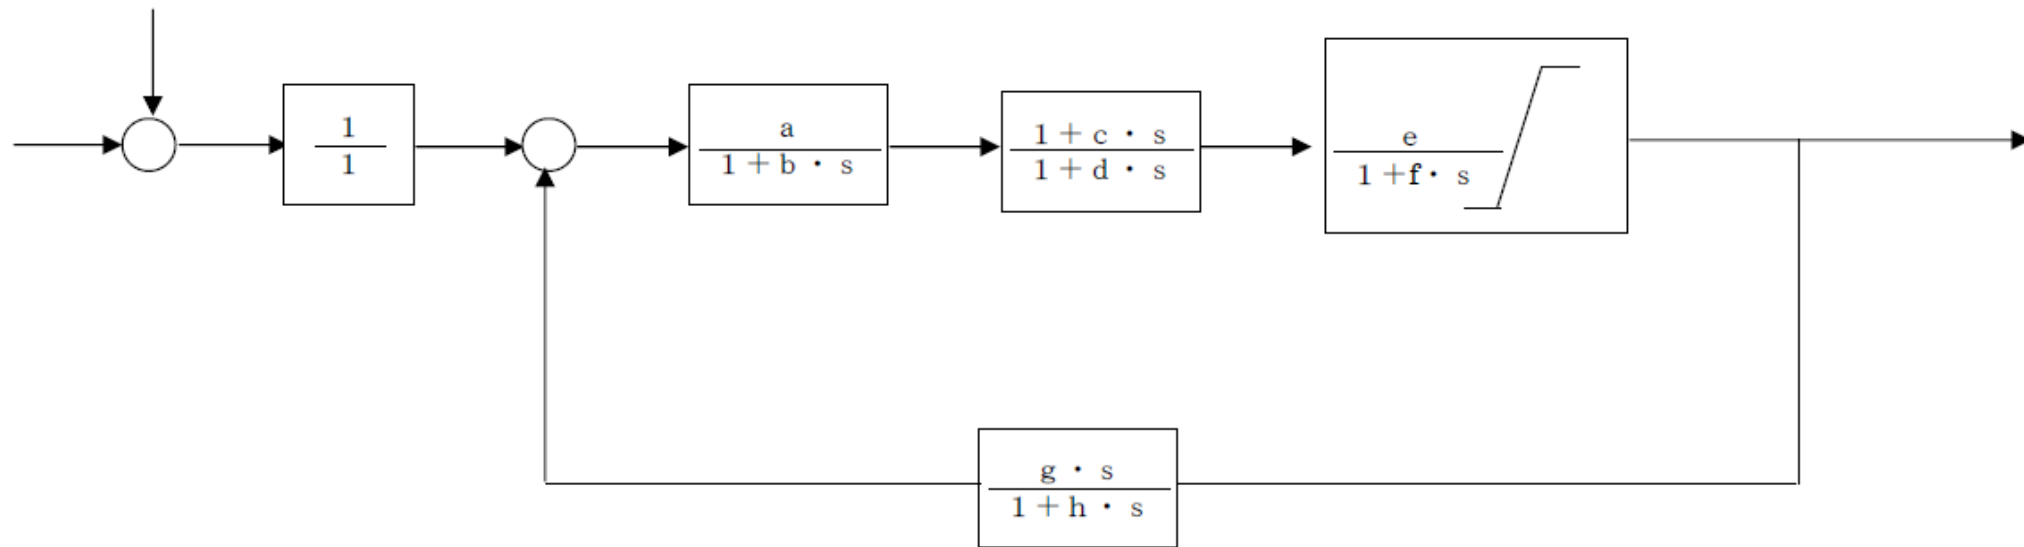 1
1
a
1 + b · s
1 + c · s
1 + d · s
e
1 + f · s
g · s
1 + h · s